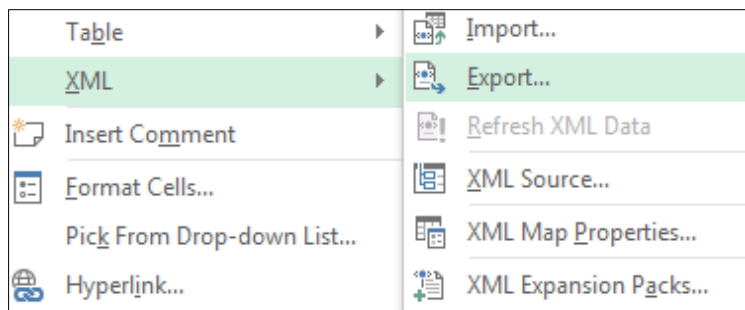 Table
XML
Insert Comment
Format Cells...
Pick From Drop-down List...
Hyperlink...
Import...
Export...
Refresh XML Data
XML Source...
XML Map Properties...
XML Expansion Packs...